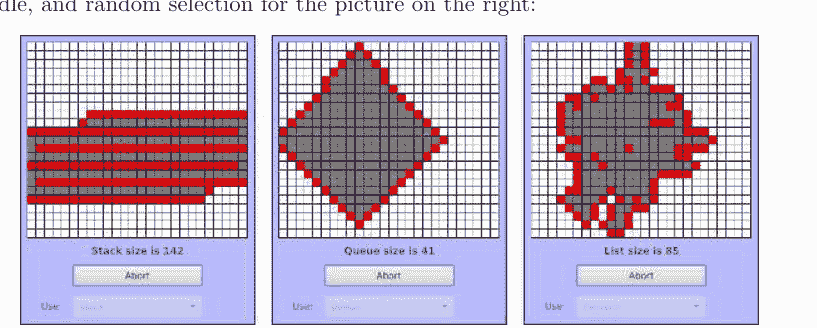 dle, and random selection for the picture on the right:
Stack size is 142
Queue size is 41
List size is 85
Abort
Abort
Abort
Use:
Use:
Use: